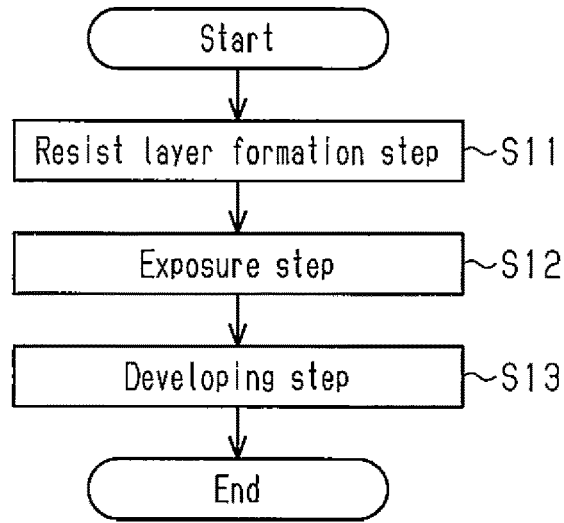 Start
Resist layer formation step
S11
Exposure step
S12
Developing step
S13
End